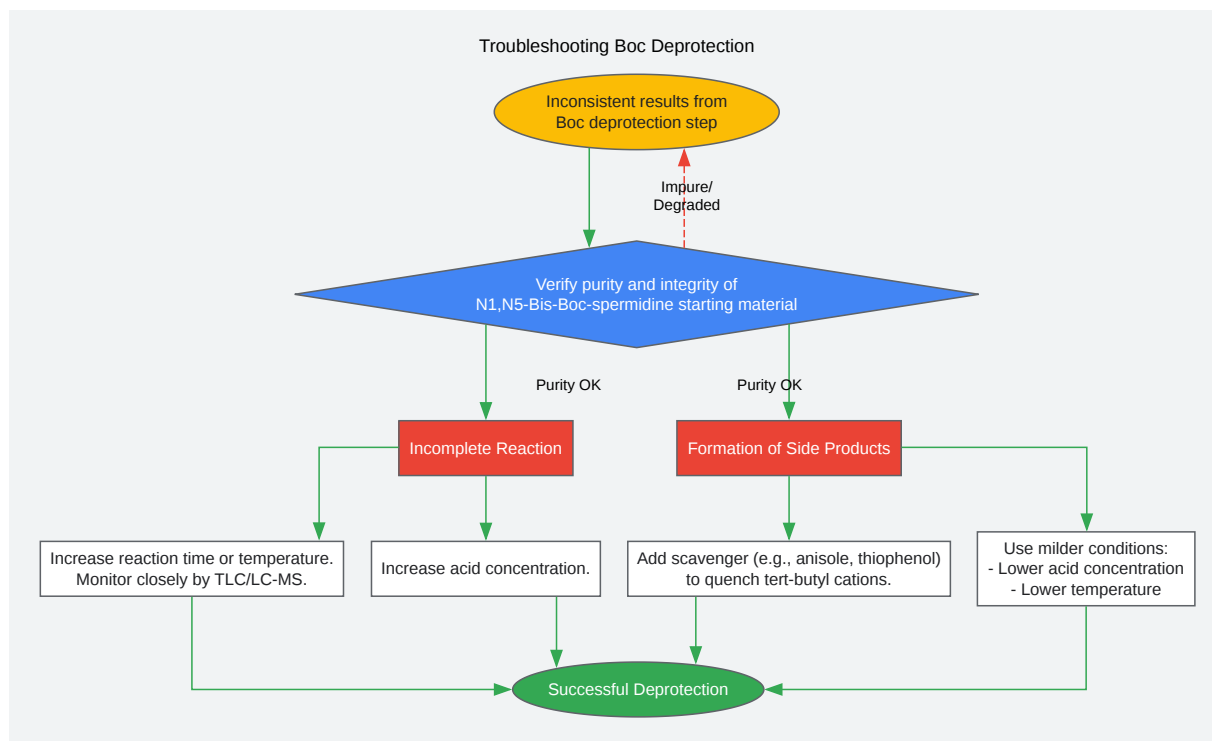 Troubleshooting Boc Deprotection
Inconsistent results from
Boc deprotection step
Impure/
Degraded
Verify purity and integrity of
N1,N5-Bis-Boc-spermidine starting material
Purity OK
Purity OK
Incomplete Reaction
Formation of Side Products
Increase reaction time or temperature.
Monitor closely by TLC/LC-MS.
Increase acid concentration.
Add scavenger (e.g., anisole, thiophenol)
to quench tert-butyl cations.
Use milder conditions:
- Lower acid concentration
- Lower temperature
Successful Deprotection